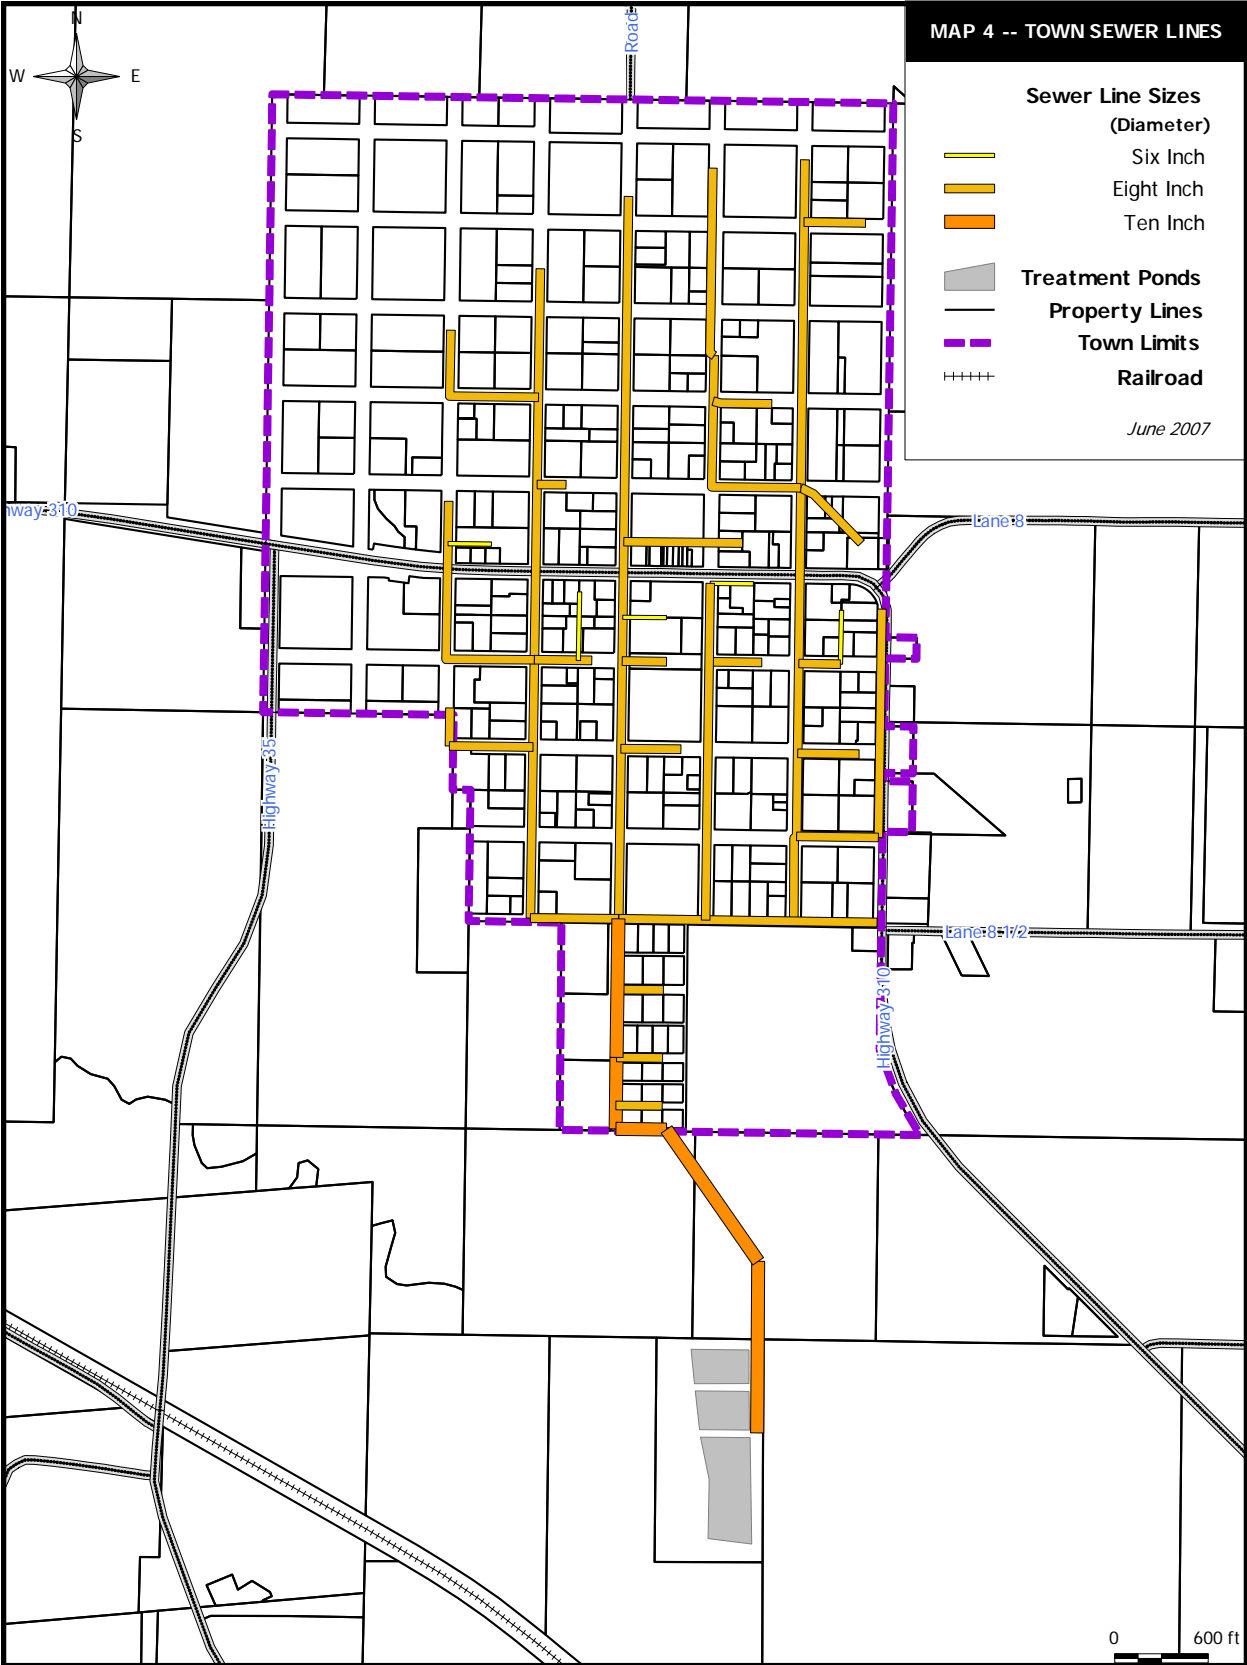 MAP 4 -- TOWN SEWER LINES
N
W E
S
Road
Sewer Line Sizes
(Diameter)
Six Inch
Eight Inch
Ten Inch
Treatment Ponds
Property Lines
Town Limits
Railroad
June 2007
hway 310
Lane 8
Highway 35
Lane 8 1/2
Highway 310
0 600 ft